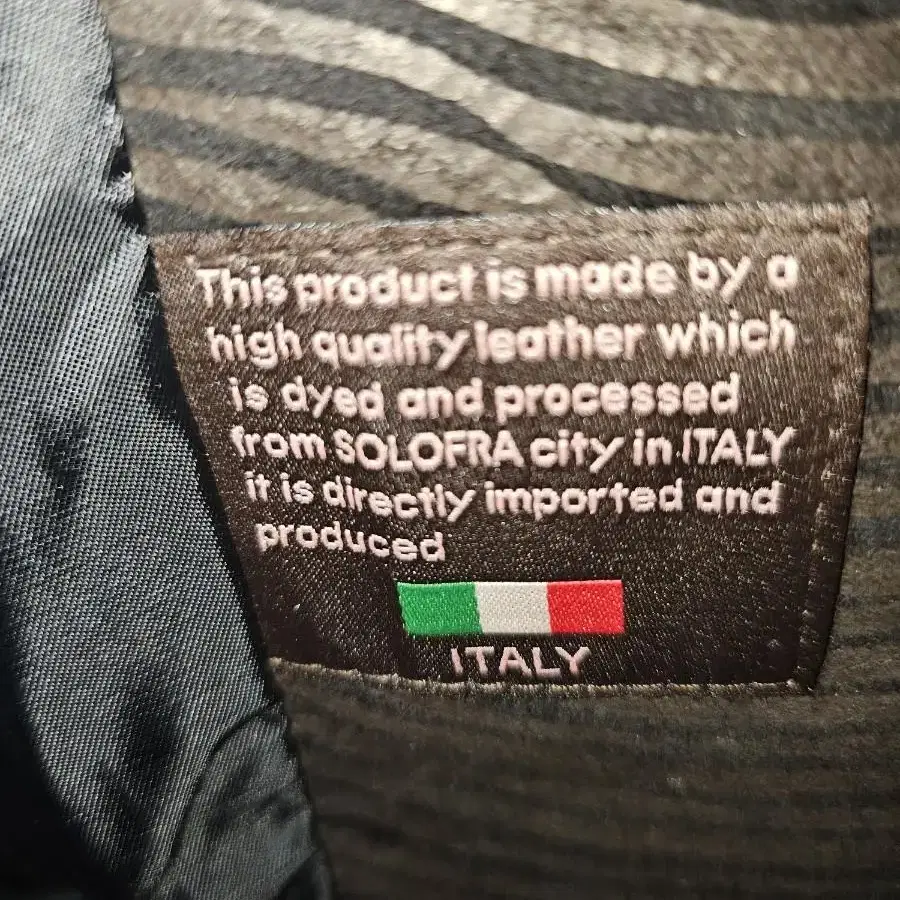 This product is made by a
high quality leather which
is dyed and processed
from SOLOFRA city in ITALY
it is directly imported and
produced
ITALY